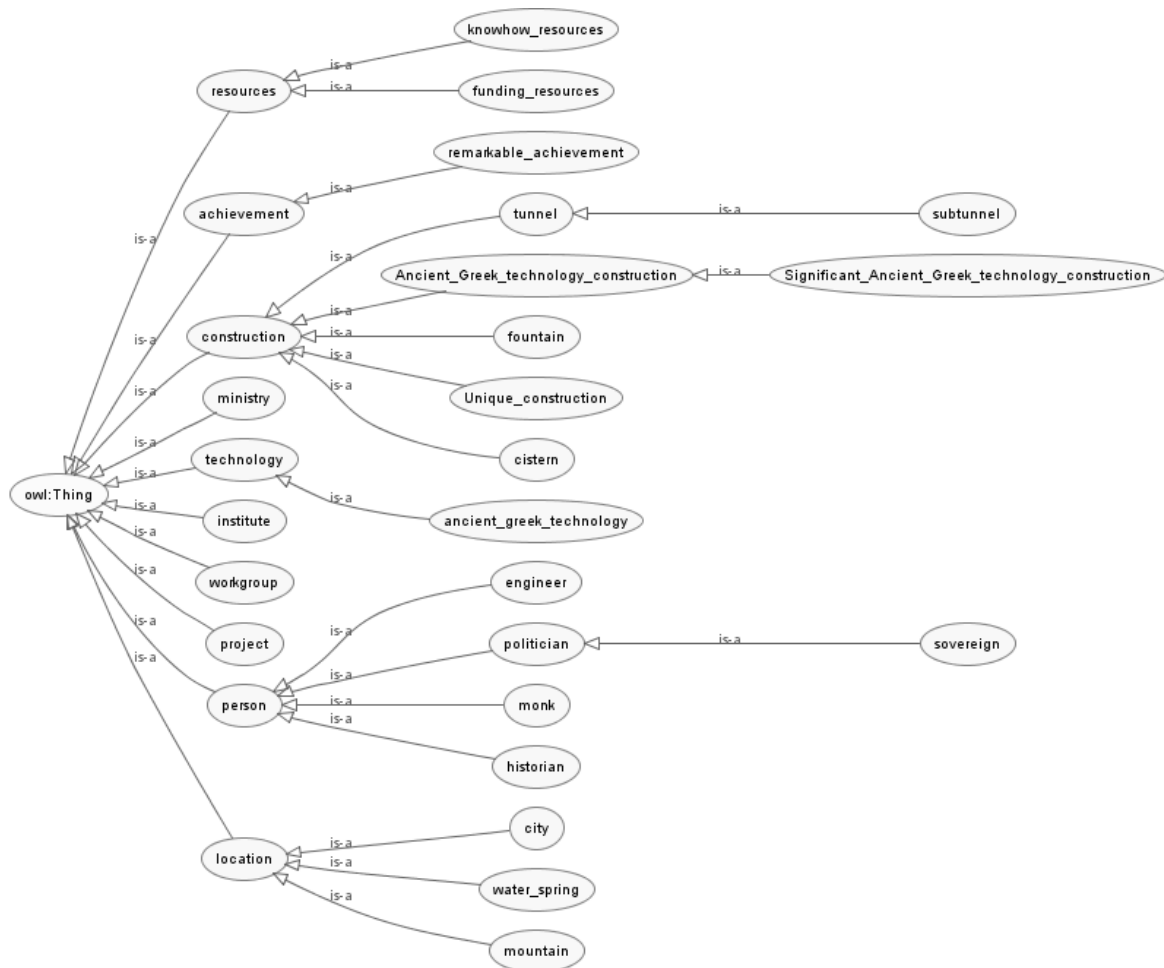 knowhow_resources
is-a
resources
is-a
funding_resources
remarkable_achievement
is-a
achievement
tunnel
is-a
subtunnel
is-a
Ancient_Greek_technology_construction
is-a
Significant_Ancient_Greek_technology_construction
is-a
construction
is-a
fountain
is-a
is-a
is-a
is-a
Unique_construction
ministry
is-a
technology
is-a
cistern
owl:Thing
is-a
is-a
institute
ancient_greek_technology
is-a
workgroup
is-a
engineer
is-a
is-a
project
politician
is-a
sovereign
is-a
is-a
person
is-a
monk
is-a
historian
city
is-a
location
is-a
water_spring
is-a
mountain